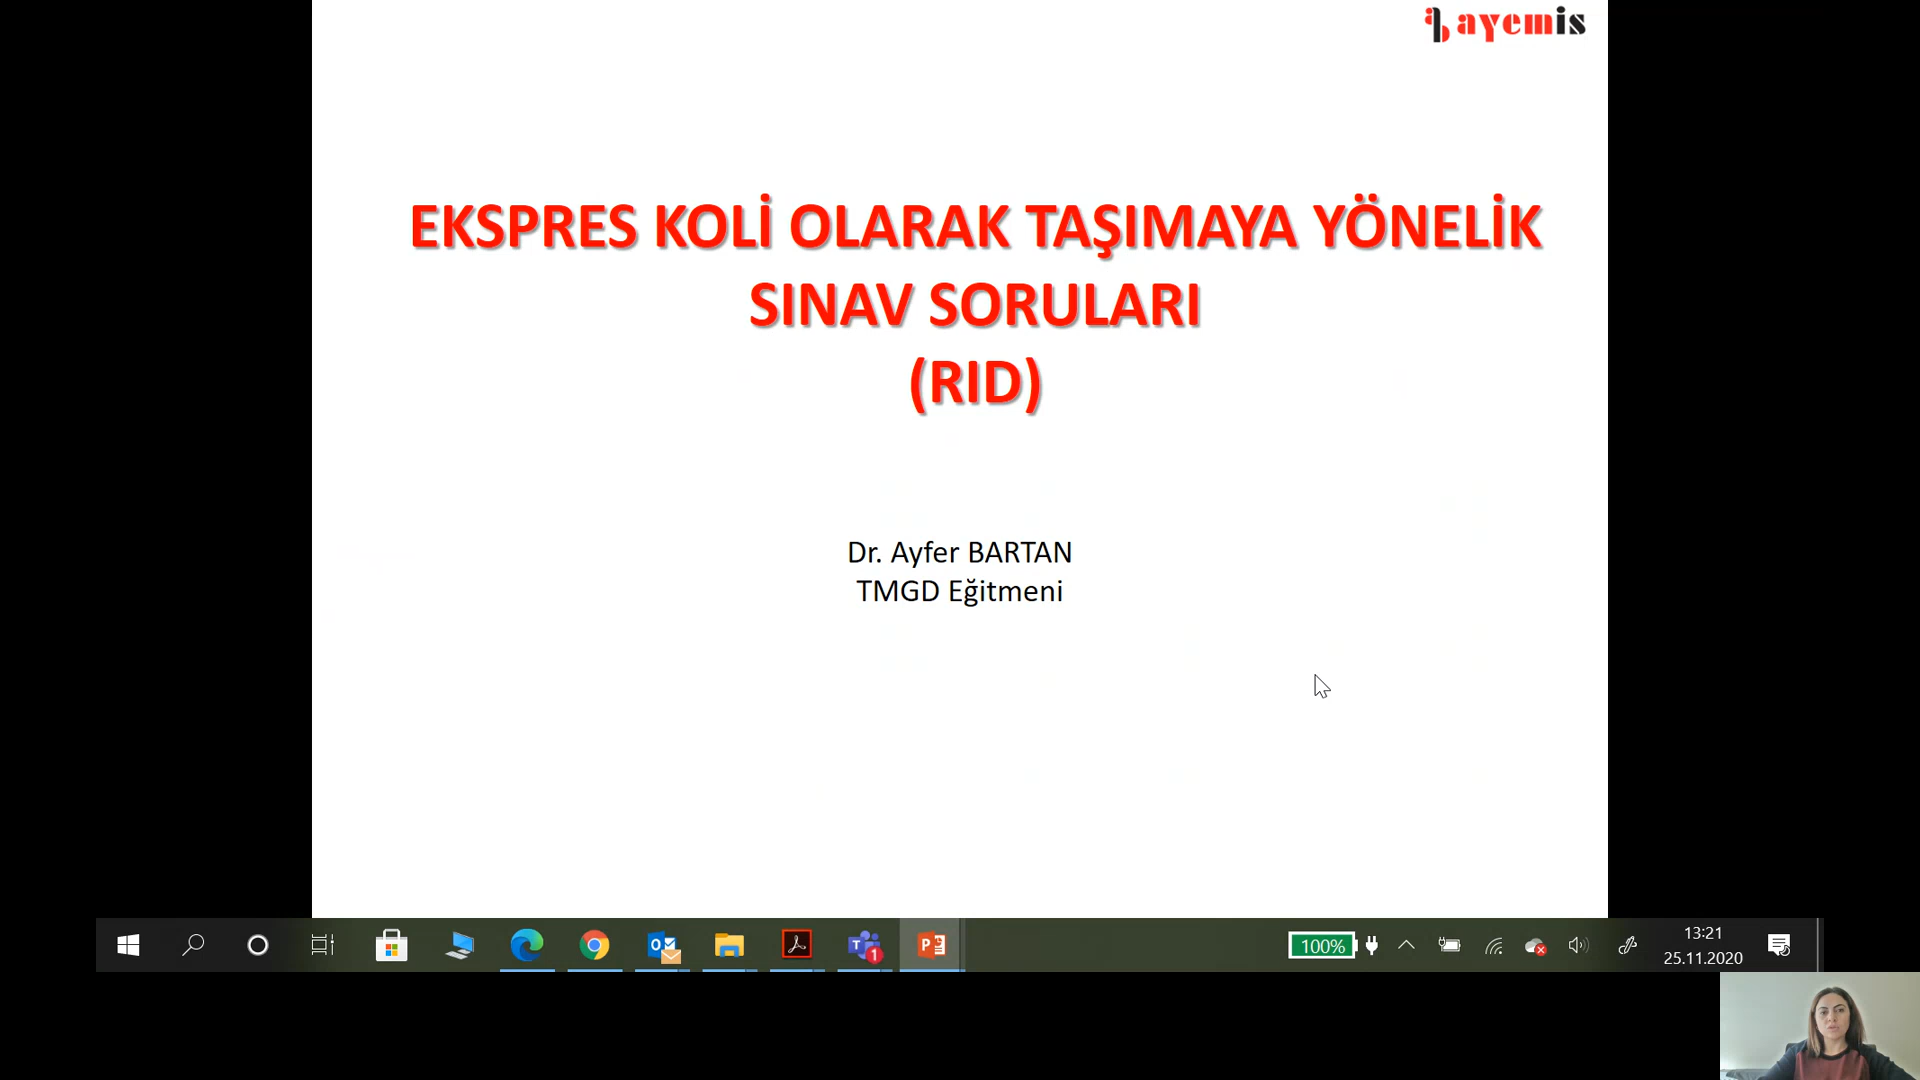 ayemis
EKSPRES KOLİ OLARAK TAŞIMAYA YÖNELİK
SINAV SORULARI
(RID)
Dr. Ayfer BARTAN
TMGD Eğitmeni
100%
13:21
25.11.2020